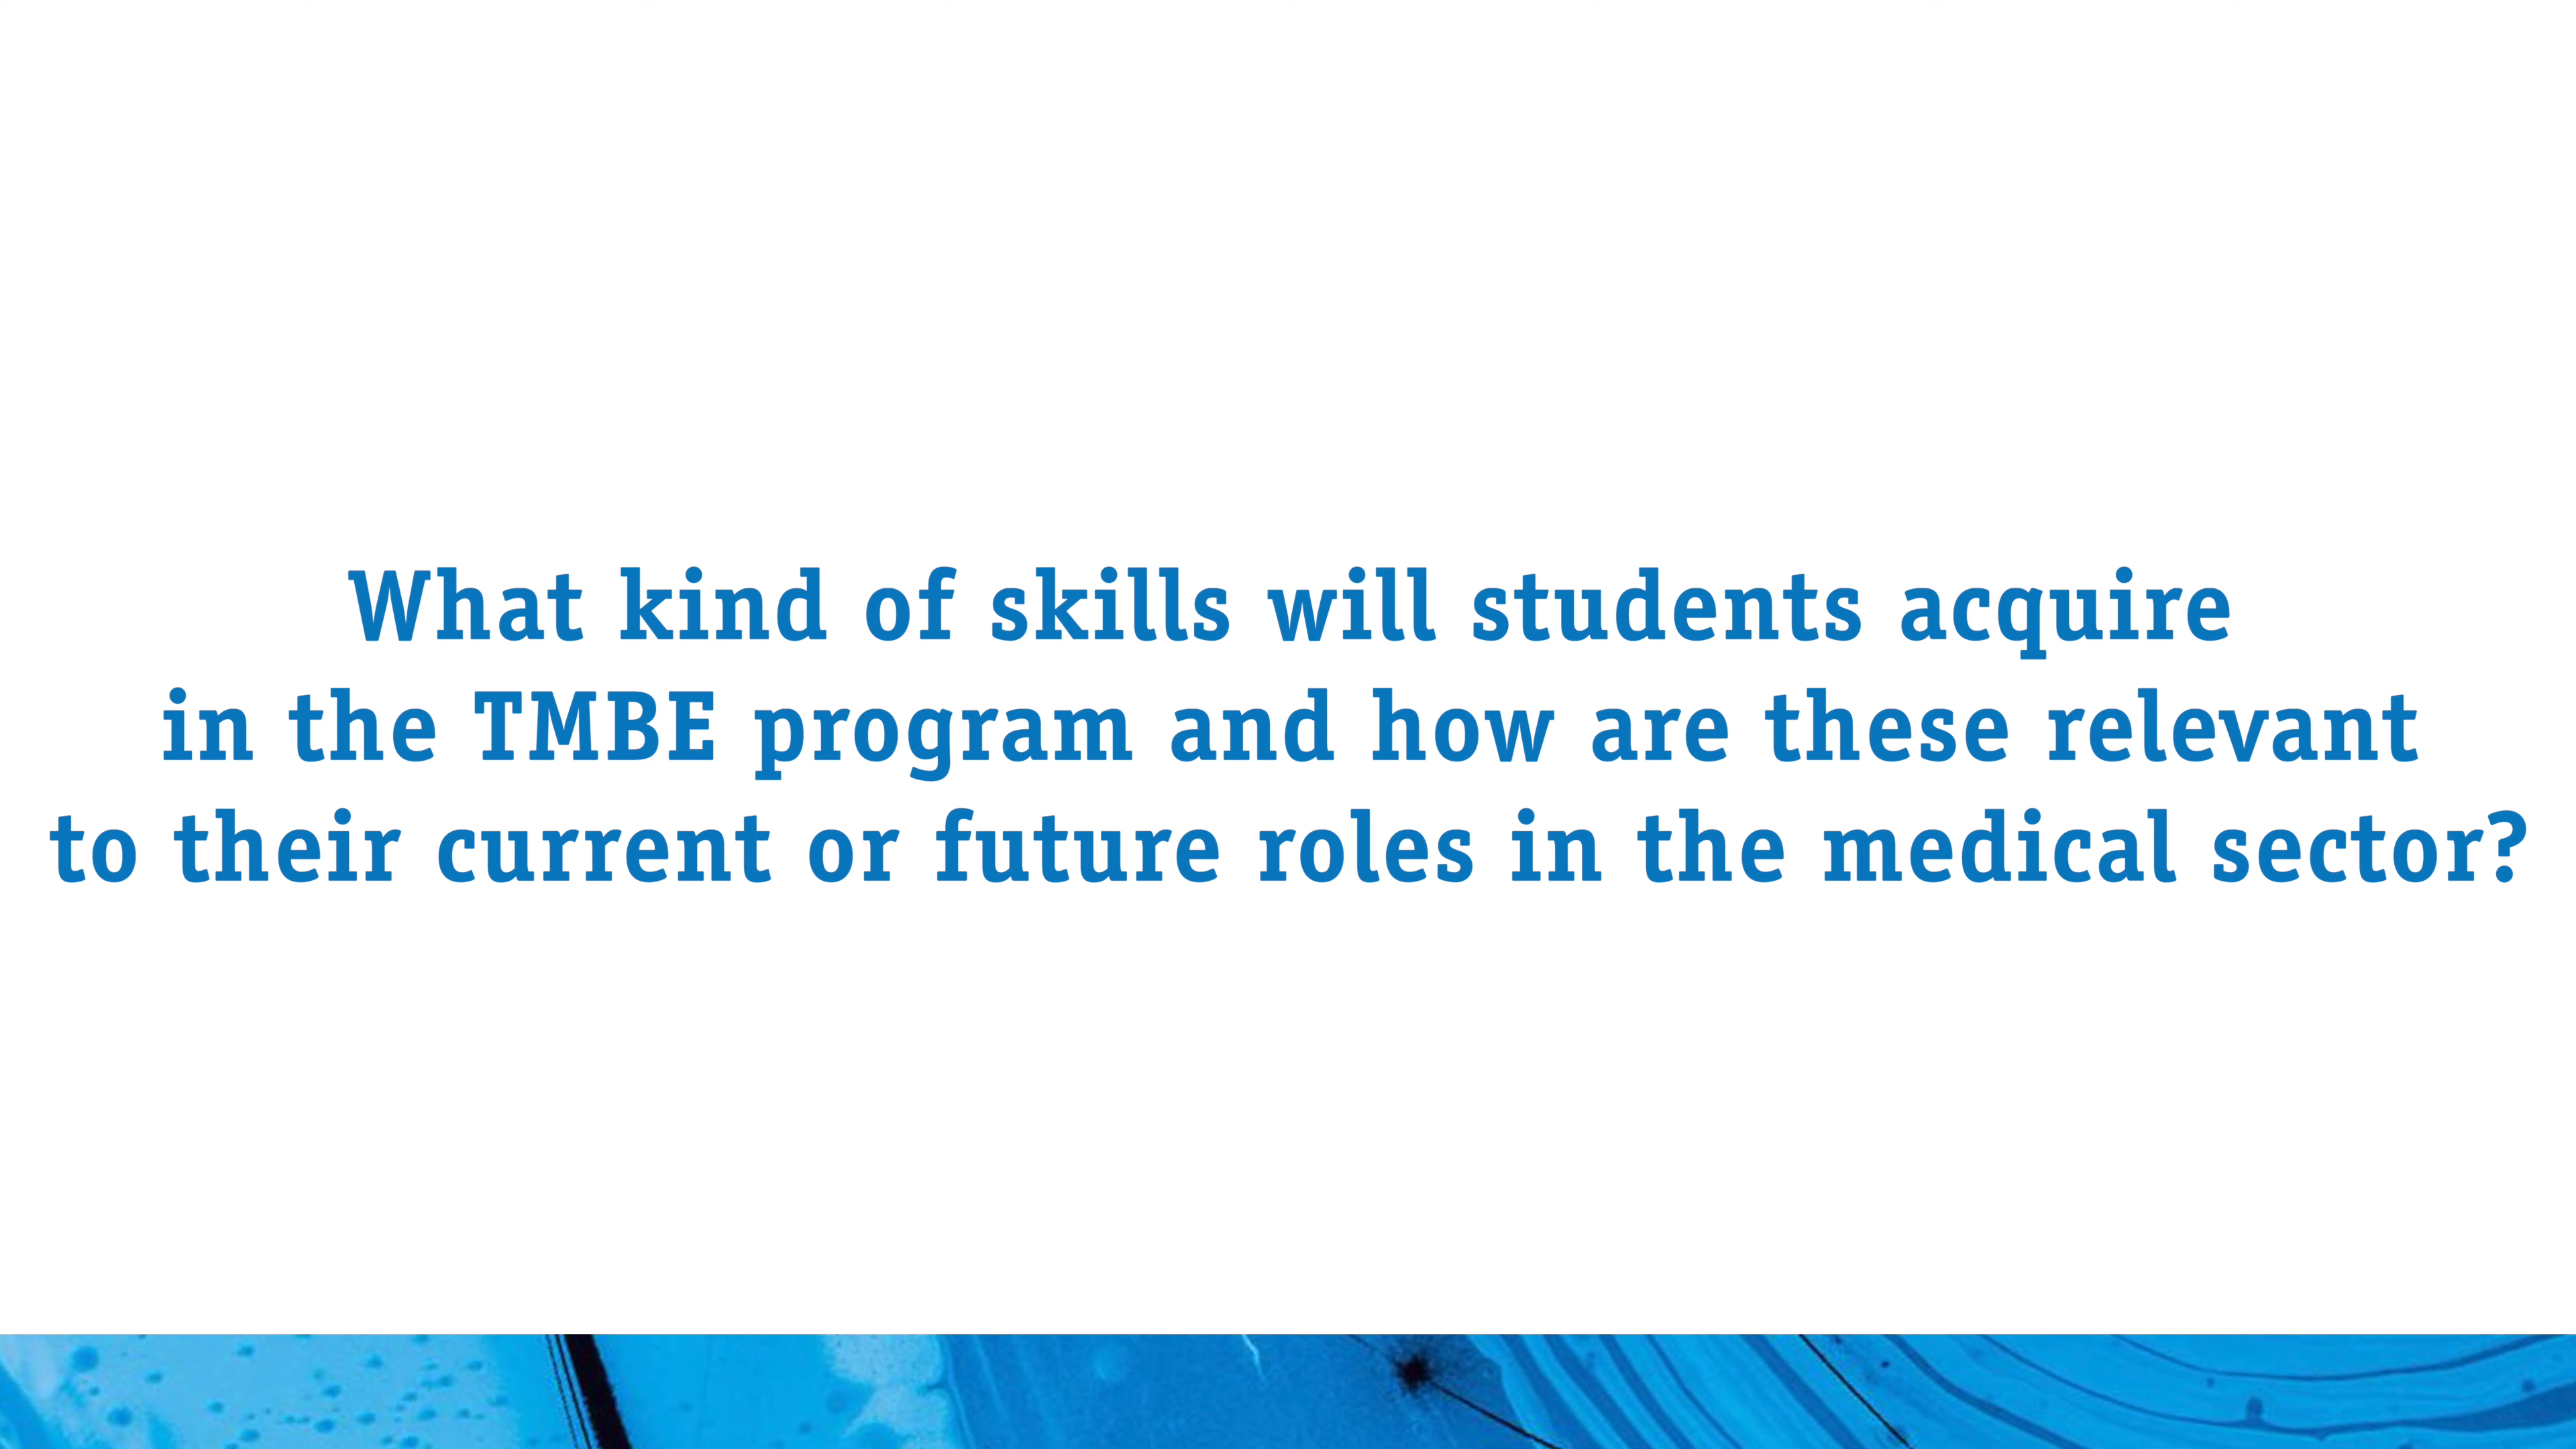 What kind of skills will students acquire
in the TMBE program and how are these relevant
to their current or future roles in the medical sector?